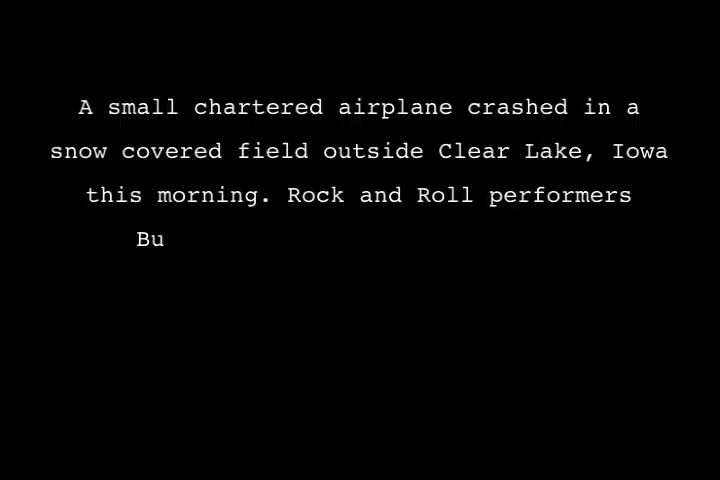 A small chartered airplane crashed in a
snow covered field outside Clear Lake, Iowa
this morning. Rock and Roll performers
Bu